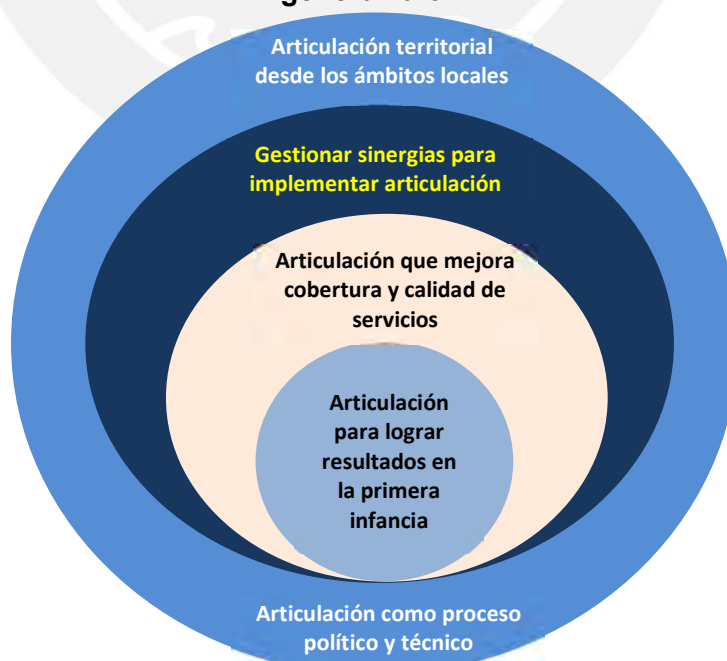 Articulación territorial
desde los ámbitos locales
Gestionar sinergias para
implementar articulación
Articulación que mejora
cobertura y calidad de
servicios
Articulación
para lograr
resultados en
la primera
infancia
Articulación como proceso
político y técnico